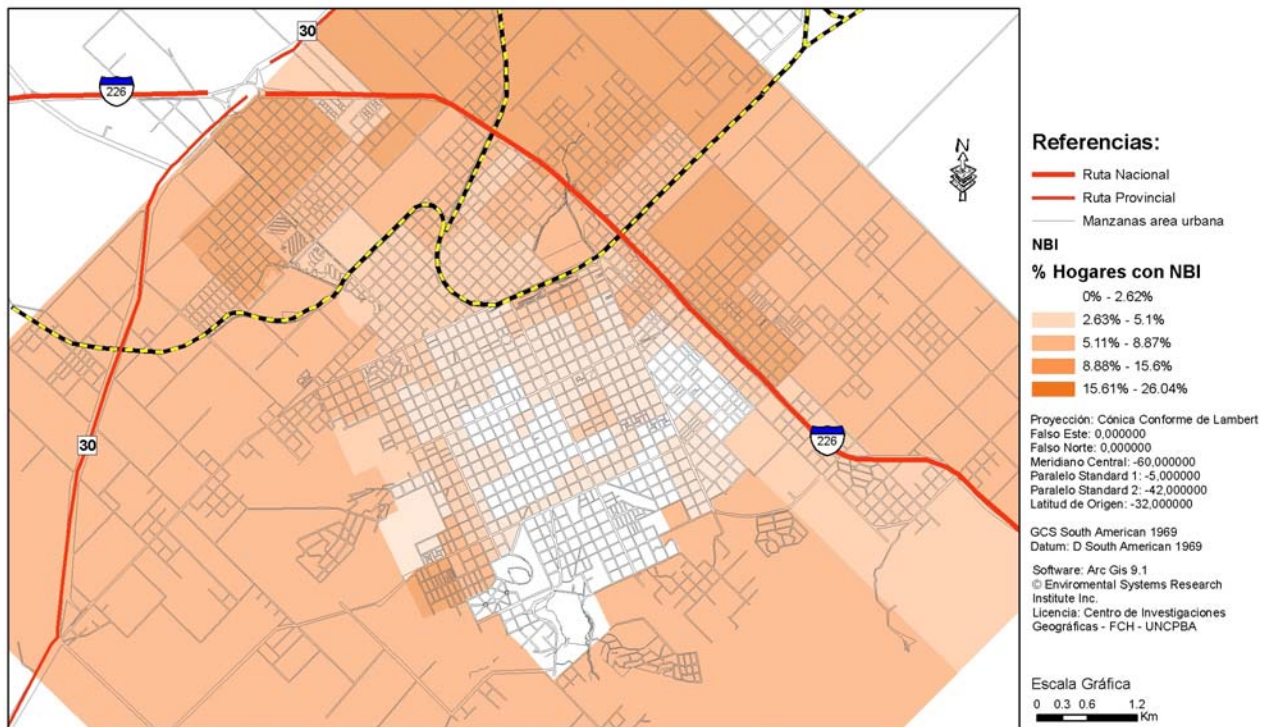 30
226
N
30
226
Referencias:
Ruta Nacional
Ruta Provincial
Manzanas area urbana
NBI
% Hogares con NBI
0% - 2.62%
2.63% - 5.1%
5.11% - 8.87%
8.88% - 15.6%
15.61% - 26.04%
Proyección: Cónica Conforme de Lambert
Falso Este: 0,000000
Falso Norte: 0,000000
Meridiano Central: -60,000000
Paralelo Standard 1: -5,000000
Paralelo Standard 2: -42,000000
Latitud de Origen: -32,000000
GCS South American 1969
Datum: D South American 1969
Software: Arc Gis 9.1
© Enviromental Systems Research
Institute Inc.
Licencia: Centro de Investigaciones
Geográficas - FCH - UNCPBA
Escala Gráfica
0 0.3 0.6 1.2
Km